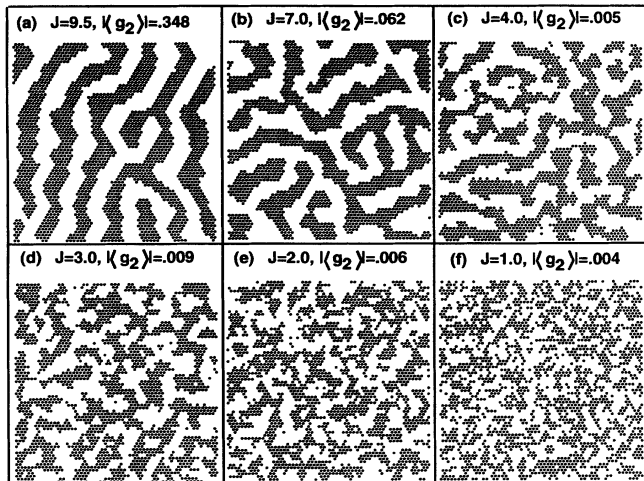 (a) J=9.5, |⟨g₂⟩|=.348
(b) J=7.0, |⟨g₂⟩|=.062
(c) J=4.0, |⟨g₂⟩|=.005
(d) J=3.0, |⟨g₂⟩|=.009
(e) J=2.0, |⟨g₂⟩|=.006
(f) J=1.0, |⟨g₂⟩|=.004